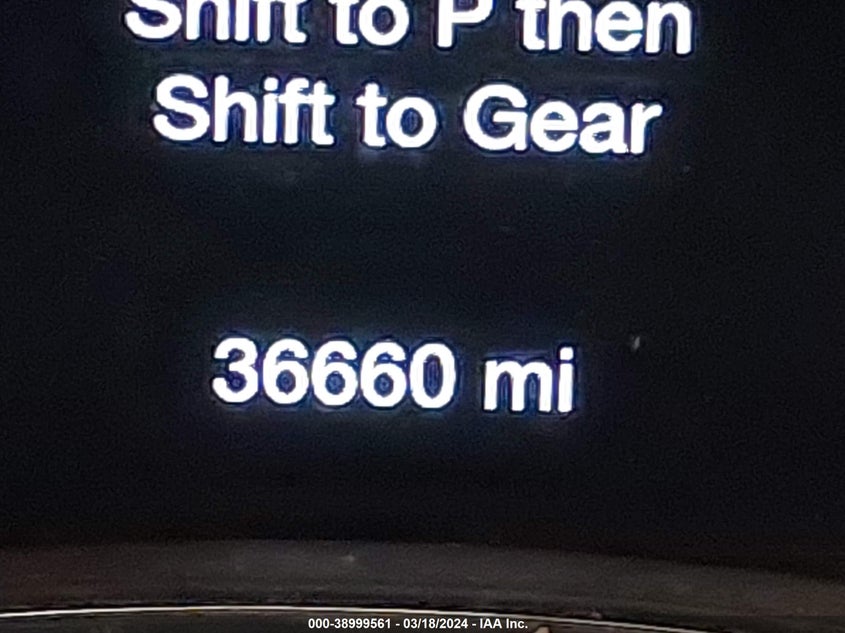 Shift to P then
Shift to Gear
36660 mi
000-38999561 - 03/18/2024 - IAA Inc.